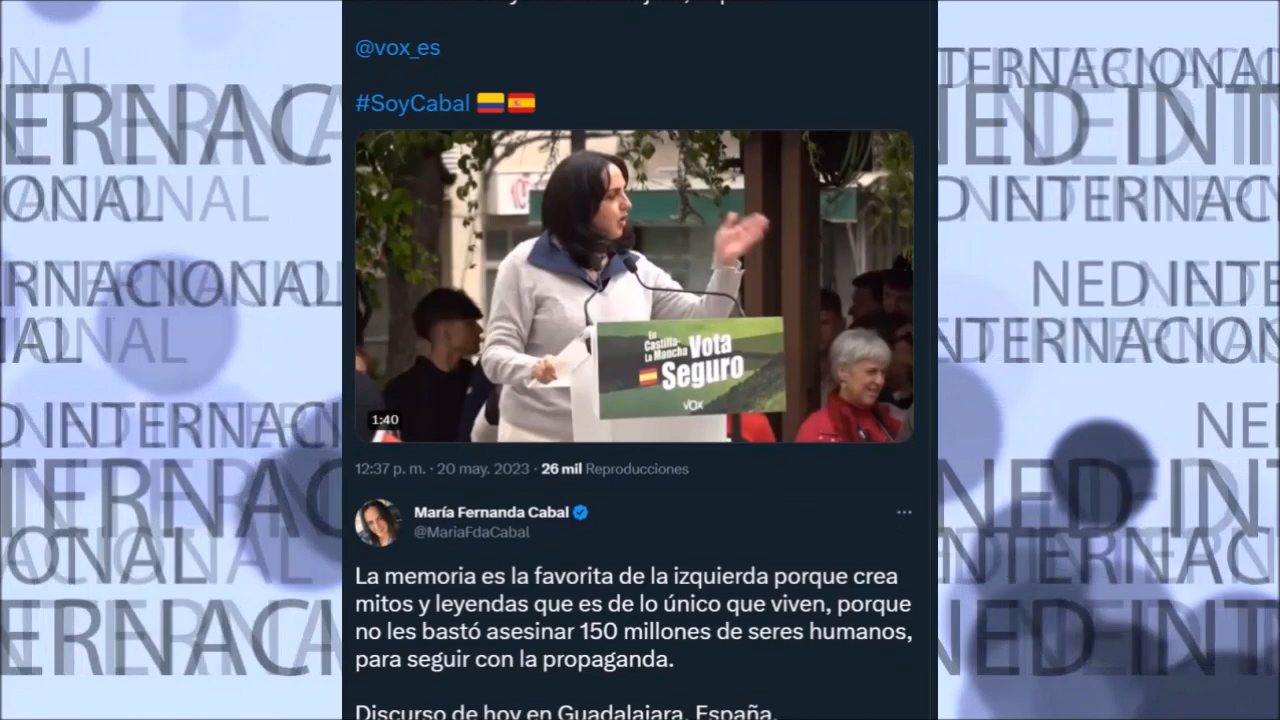 @vox_es
#SoyCabal
En
Castilla-
La Mancha
Vota
Seguro
VOX
1:40
12:37 p. m. · 20 may. 2023 · 26 mil Reproducciones
María Fernanda Cabal
@MariaFdaCabal
La memoria es la favorita de la izquierda porque crea
mitos y leyendas que es de lo único que viven, porque
no les bastó asesinar 150 millones de seres humanos,
para seguir con la propaganda.
Discurso de hoy en Guadalajara, España.
NED INTERNACIONAL